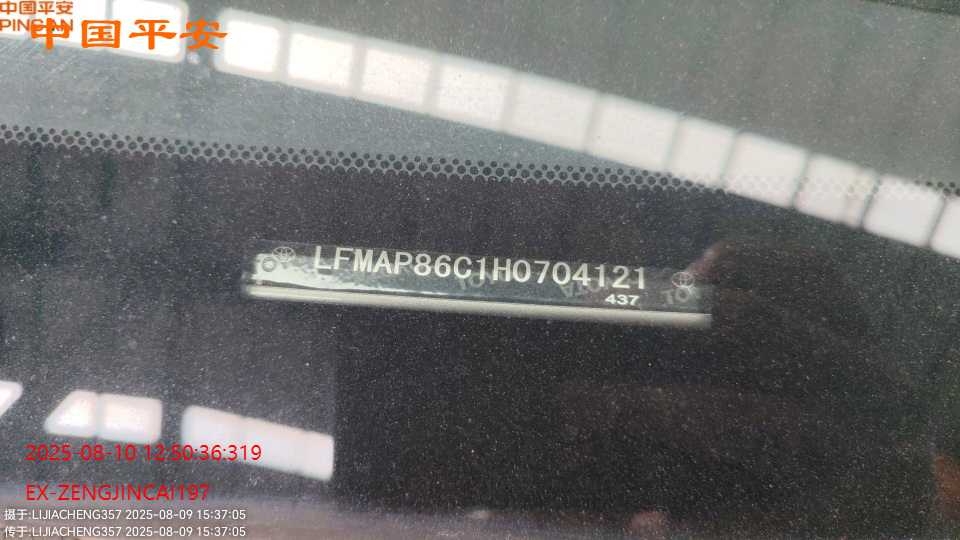 中国平安
PINGAN
中国平安
LFMAP86C1H0704121
437
2025 08 10 12:50:36:319
EX-ZENGJINCAI197
摄于:LIJIACHENG357 2025-08-09 15:37:05
传于:LIJIACHENG357 2025-08-09 15:37:05